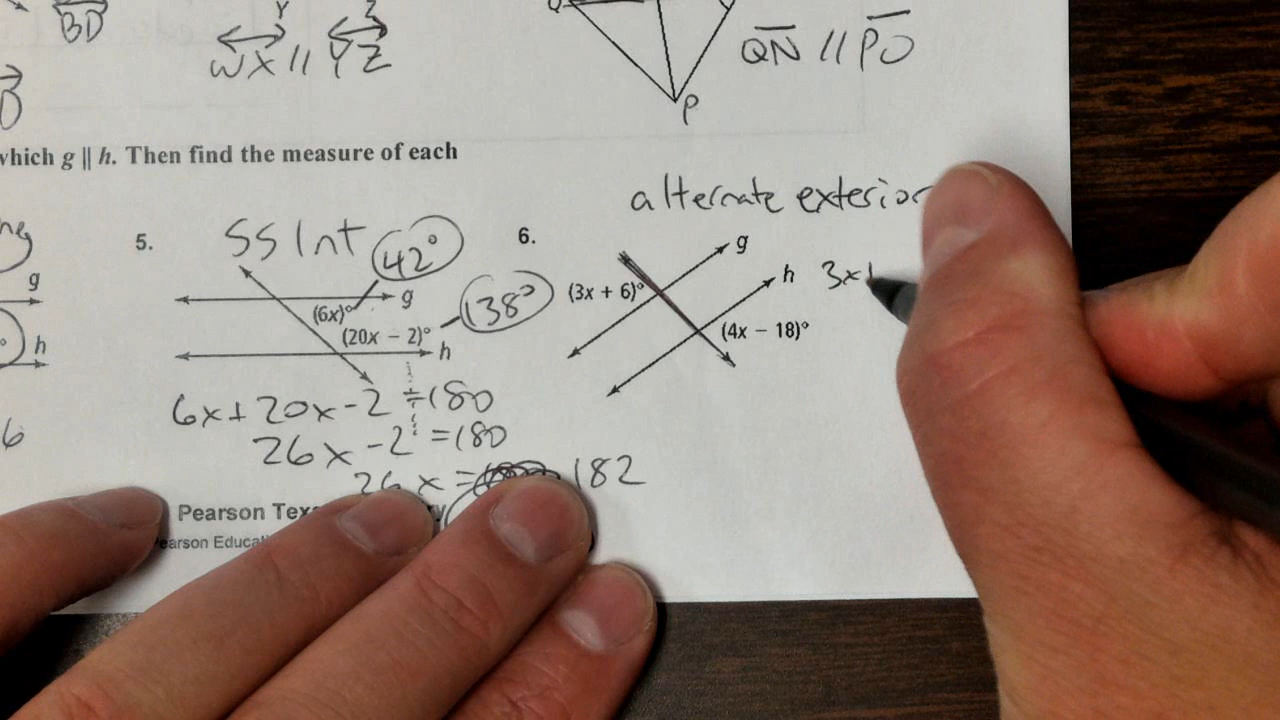 BD
Y
WX // YZ
Z
Q
P
QN // PO
which g || h. Then find the measure of each
g
h
6
5.
SS Int
42°
(6x)°
g
(20x − 2)°
138°
h
6x+20x-2=180
26x-2=180
26x= 182
6.
alternate exterior
g
h
(3x + 6)°
(4x − 18)°
3x
Pearson